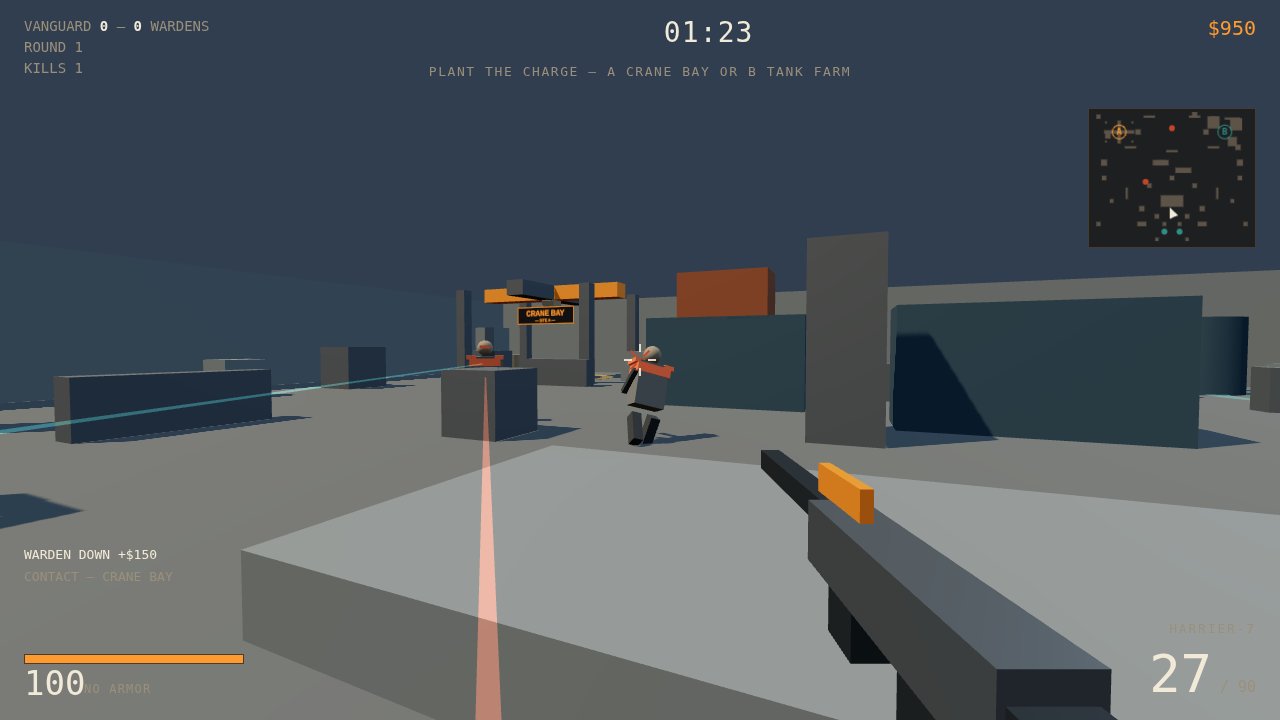 VANGUARD 0 — 0 WARDENS
ROUND 1
KILLS 1
01:23
PLANT THE CHARGE — A CRANE BAY OR B TANK FARM
$950
A
B
CRANE BAY
WARDEN DOWN +$150
CONTACT — CRANE BAY
100 NO ARMOR
HARRIER-7
27 / 90